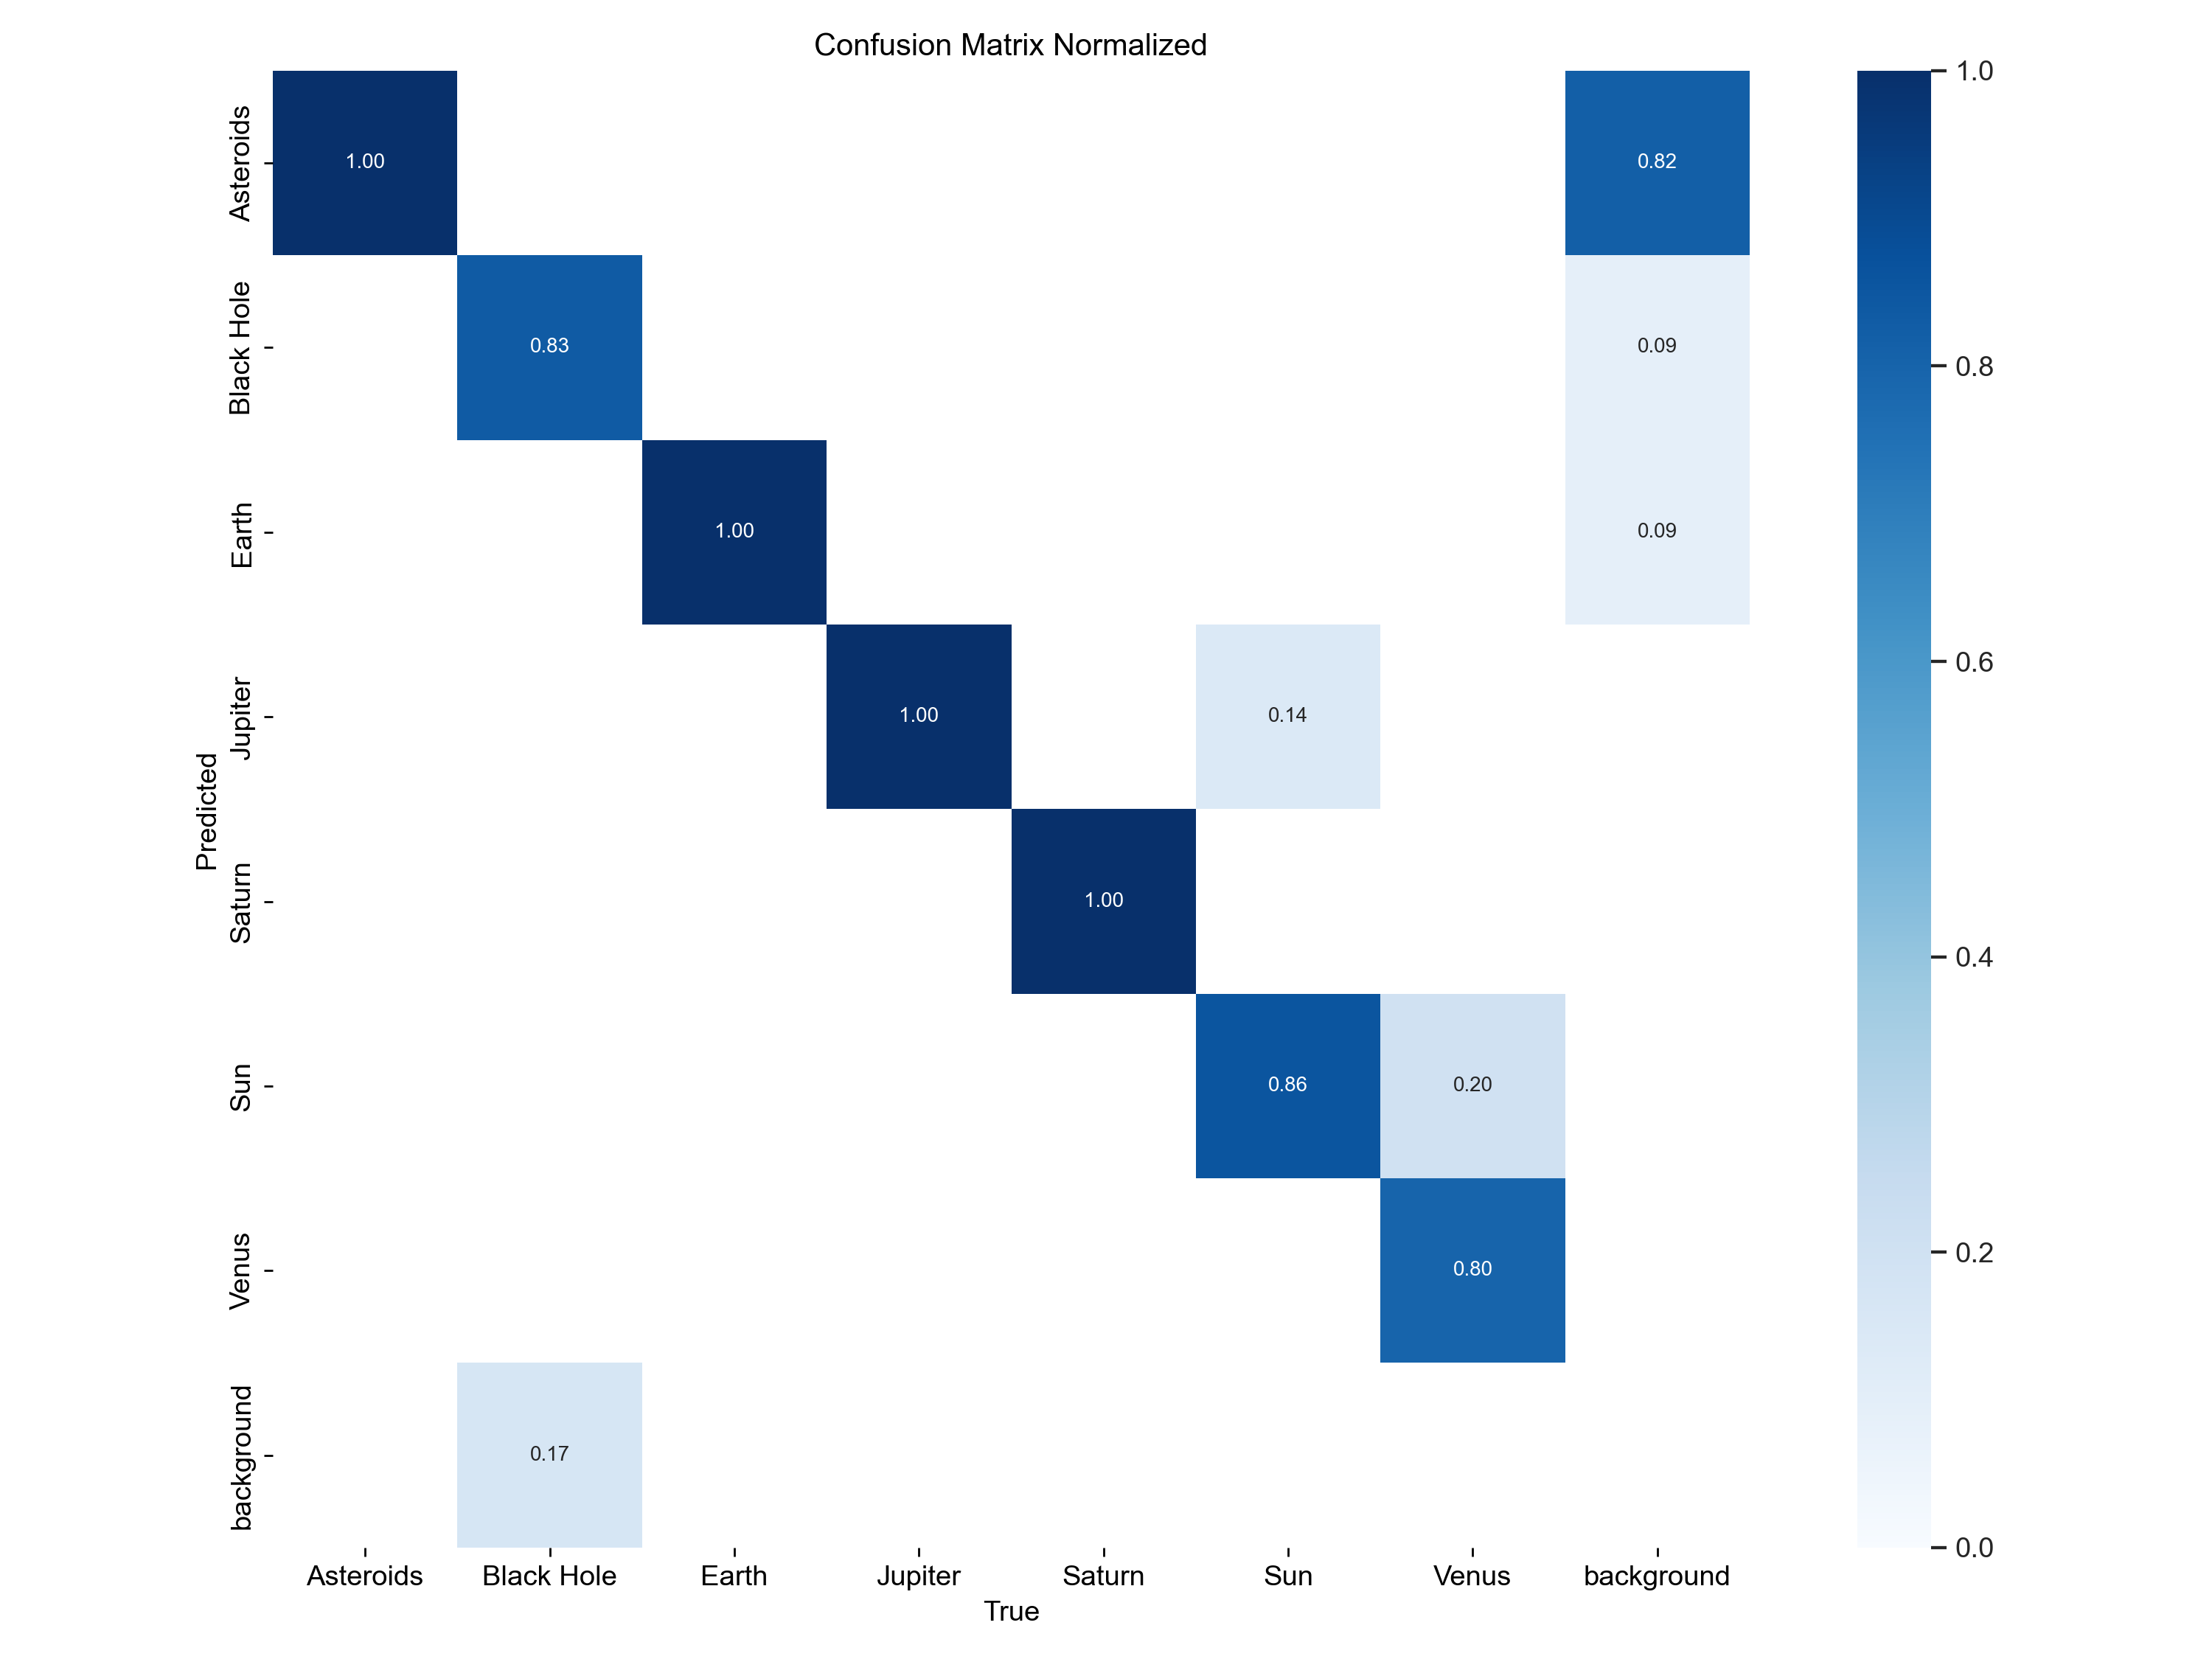 Confusion Matrix Normalized
Asteroids
1.00
0.82
1.0
Black Hole
0.83
0.09
0.8
Earth
1.00
0.09
0.6
Jupiter
1.00
0.14
Predicted
Saturn
1.00
0.4
Sun
0.86
0.20
Venus
0.80
0.2
background
0.17
0.0
Asteroids Black Hole Earth Jupiter Saturn Sun Venus background
True